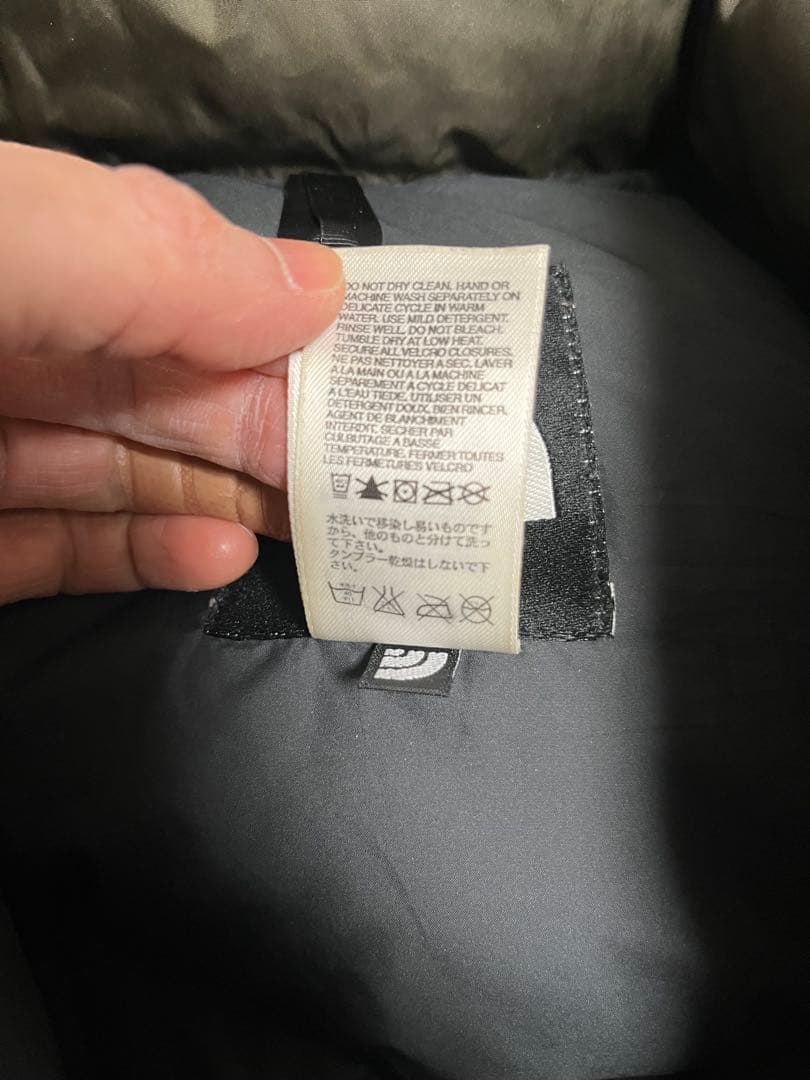 DO NOT DRY CLEAN. HAND OR
MACHINE WASH SEPARATELY ON
DELICATE CYCLE IN WARM
WATER. USE MILD DETERGENT.
RINSE WELL. DO NOT BLEACH.
TUMBLE DRY AT LOW HEAT.
SECURE ALL VELCRO CLOSURES.
NE PAS NETTOYER A SEC. LAVER
A LA MAIN OU A LA MACHINE
SEPAREMENT A CYCLE DELICAT
A L'EAU TIEDE. UTILISER UN
DETERGENT DOUX. BIEN RINCER.
AGENT DE BLANCHIMENT
INTERDIT. SECHER PAR
CULBUTAGE A BASSE
TEMPERATURE. FERMER TOUTES
LES FERMETURES VELCRO
水洗いで移染し易いものです
から、他のものと分けて洗っ
て下さい。
タンブラー乾燥はしないで下
さい。